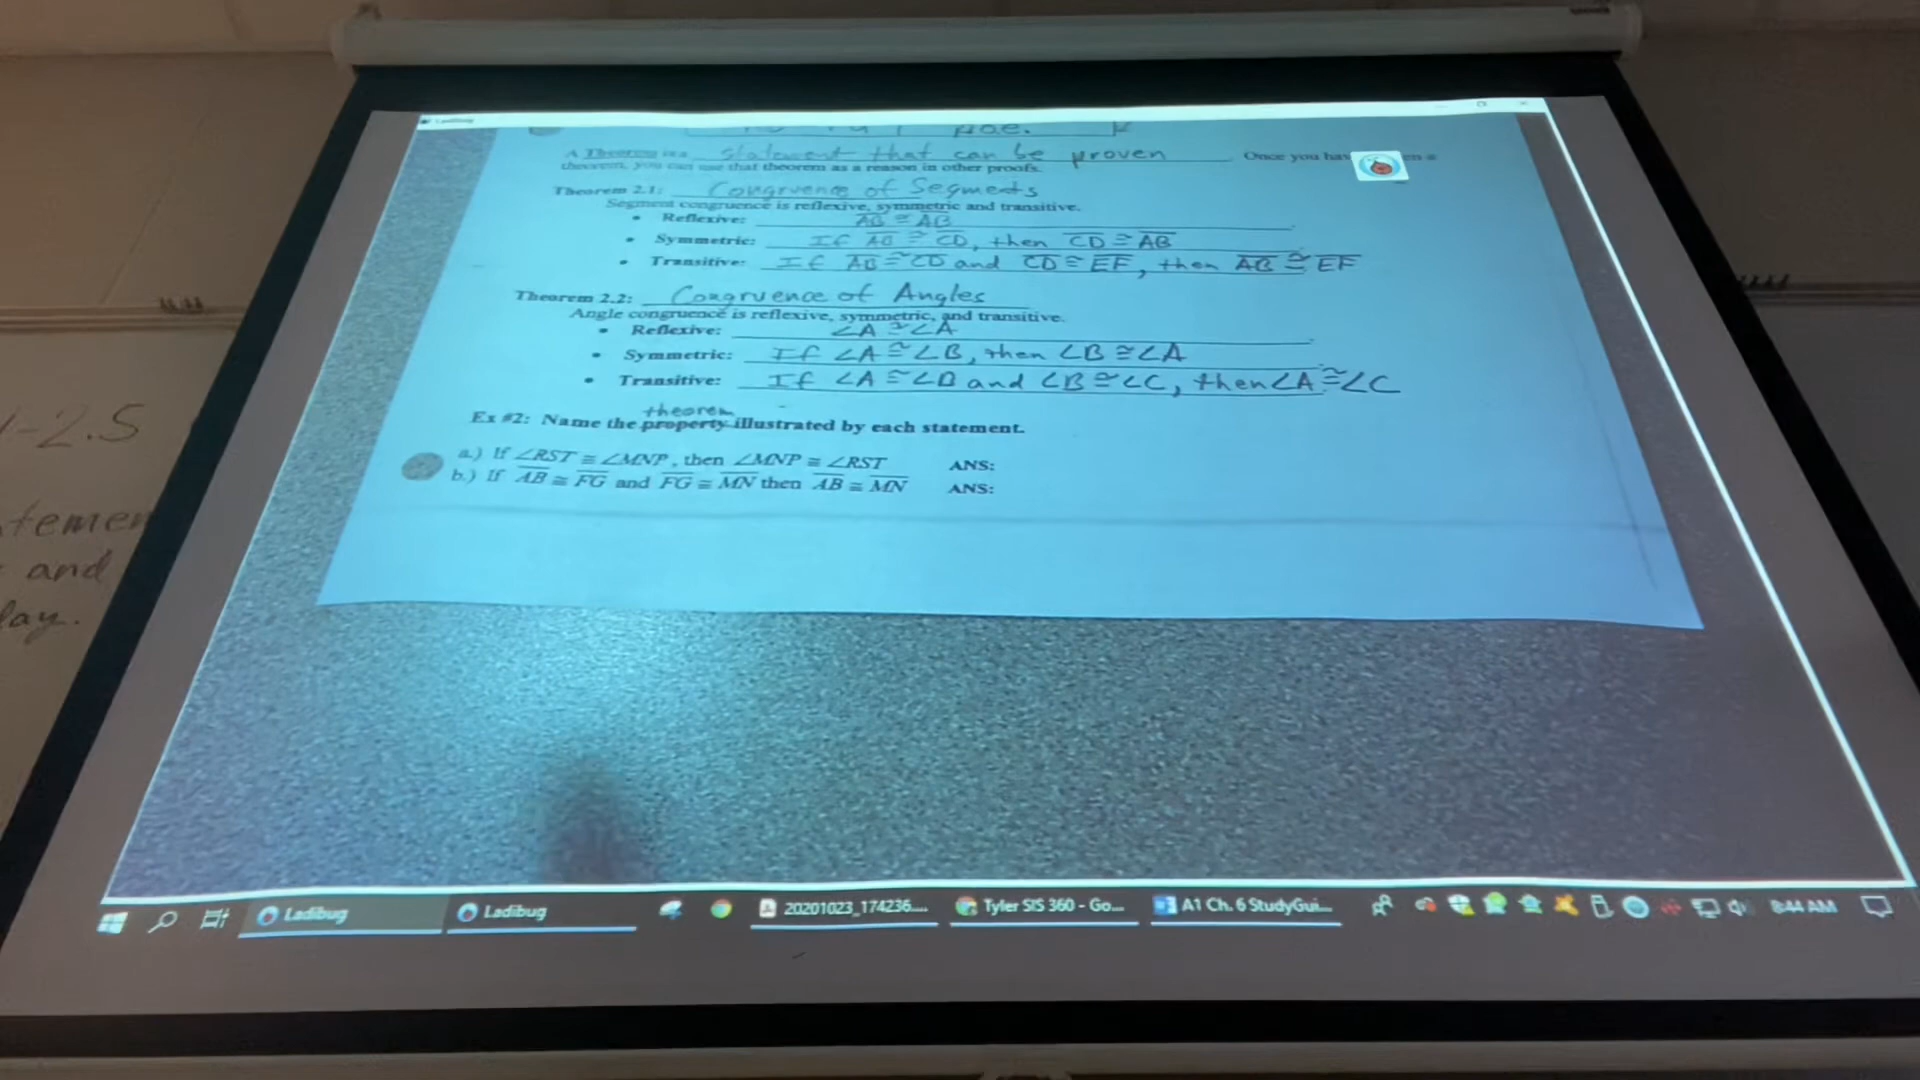 Ladibug
A Theorem is a statement that can be proven Once you hav
theorem, you can use that theorem as a reason in other proofs.
Theorem 2.1: Congruence of Segments
Segment congruence is reflexive, symmetric and transitive.
• Reflexive: AB ≅ AB
• Symmetric: If AB ≅ CD, then CD ≅ AB
• Transitive: If AB ≅ CD and CD ≅ EF, then AB ≅ EF
Theorem 2.2: Congruence of Angles
Angle congruence is reflexive, symmetric, and transitive.
• Reflexive: ∠A ≅ ∠A
• Symmetric: If ∠A ≅ ∠B, then ∠B ≅ ∠A
• Transitive: If ∠A ≅ ∠B and ∠B ≅ ∠C, then ∠A ≅ ∠C
theorem
Ex #2: Name the property illustrated by each statement.
a.) If ∠RST ≅ ∠MNP, then ∠MNP ≅ ∠RST ANS:
b.) If AB ≅ FG and FG ≅ MN then AB ≅ MN ANS:
-2.5
temen
and
lay.
Ladibug Ladibug 20201023_174236.... Tyler SIS 360 - Go... A1 Ch. 6 StudyGui... 8:44 AM